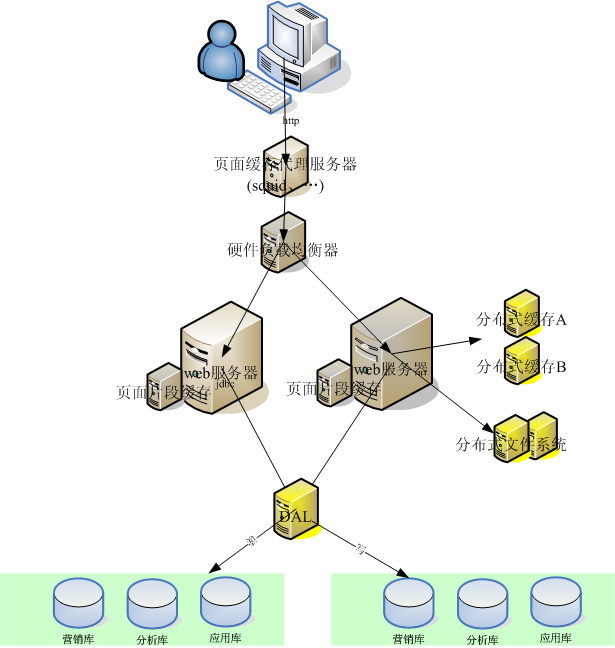 http
页面缓存代理服务器
(squid、…)
硬件负载均衡器
分布式缓存A
web服务器
web服务器
分布式缓存B
jdbc
页面片段缓存
页面片段缓存
分布式文件系统
DAL
读
写
营销库
分析库
应用库
营销库
分析库
应用库